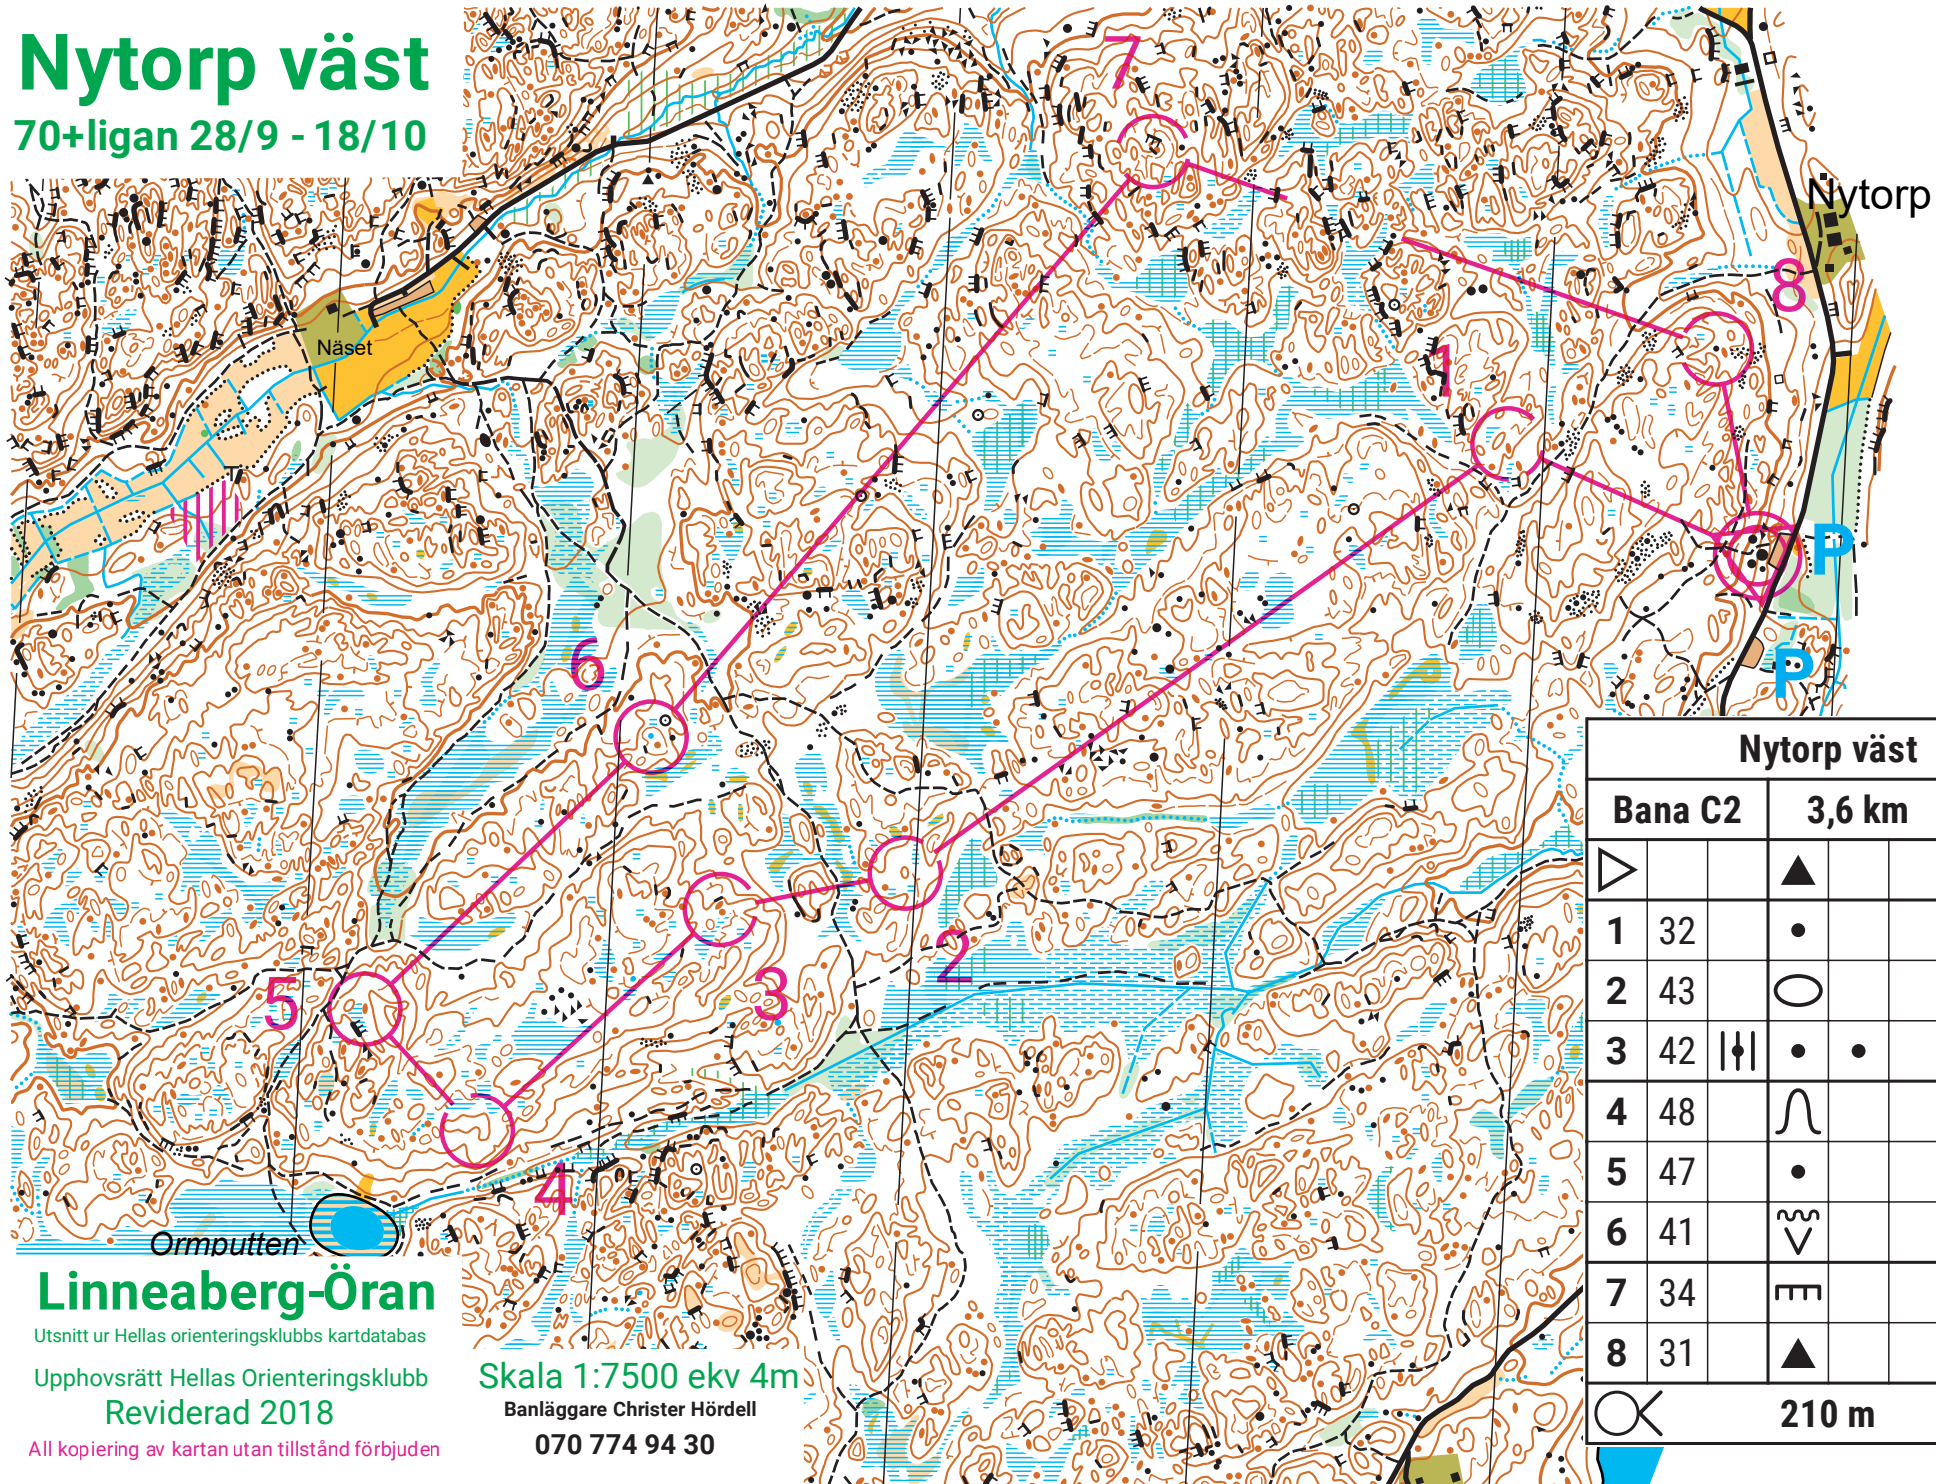 Nytorp väst
70+ligan 28/9 - 18/10
7
Nytorp
8
Näset
1
P
6
P
2
3
5
4
Ormputten
Linneaberg-Öran
Utsnitt ur Hellas orienteringsklubbs kartdatabas
Upphovsrätt Hellas Orienteringsklubb
Reviderad 2018
All kopiering av kartan utan tillstånd förbjuden
Skala 1:7500 ekv 4m
Banläggare Christer Hördell
070 774 94 30
Nytorp väst
Bana C2 3,6 km
1 32
2 43
3 42
4 48
5 47
6 41
7 34
8 31
210 m